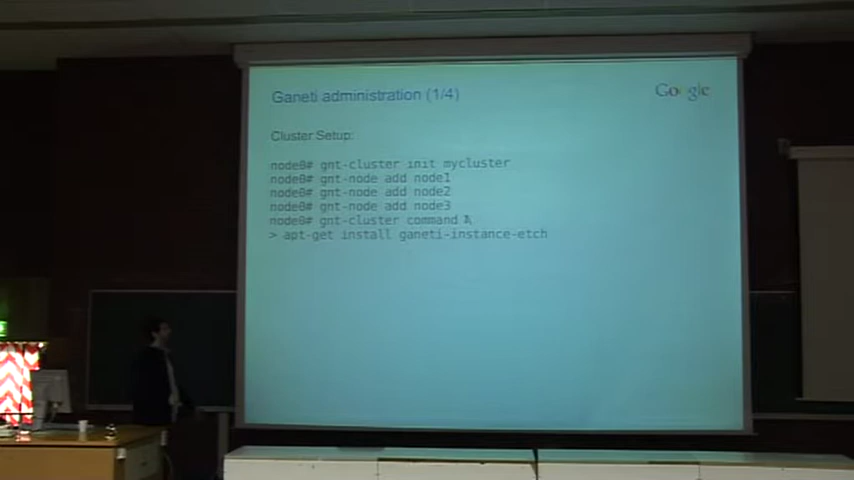 Ganeti administration (1/4)
Google
Cluster Setup:
node0# gnt-cluster init mycluster
node0# gnt-node add node1
node0# gnt-node add node2
node0# gnt-node add node3
node0# gnt-cluster command \
> apt-get install ganeti-instance-etch